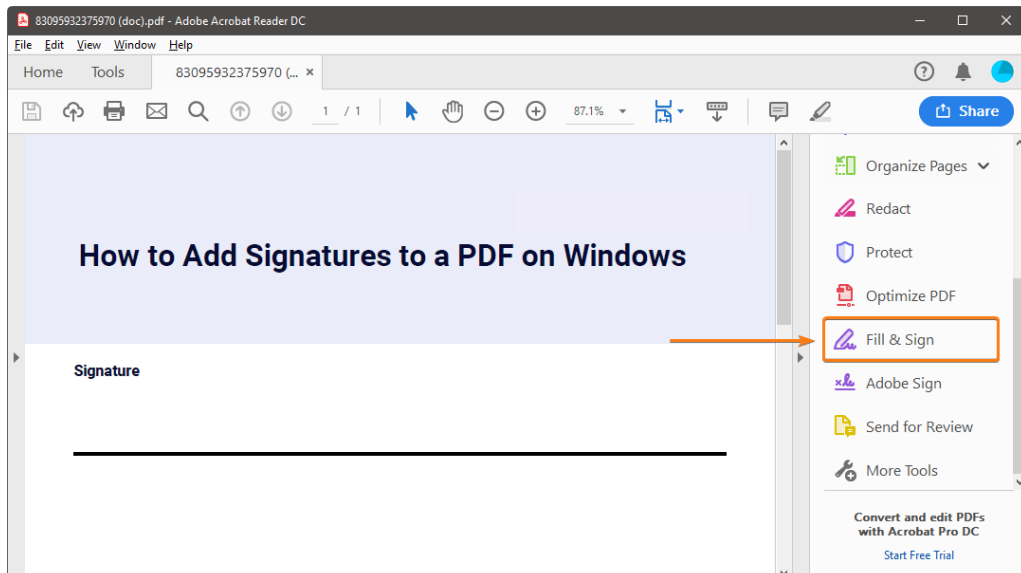 83095932375970 (doc).pdf - Adobe Acrobat Reader DC
File Edit View Window Help
Home Tools 83095932375970 (... ×
1 / 1 87.1% Share
Organize Pages
Redact
Protect
Optimize PDF
Fill & Sign
Adobe Sign
Send for Review
More Tools
Convert and edit PDFs
with Acrobat Pro DC
Start Free Trial
How to Add Signatures to a PDF on Windows
Signature